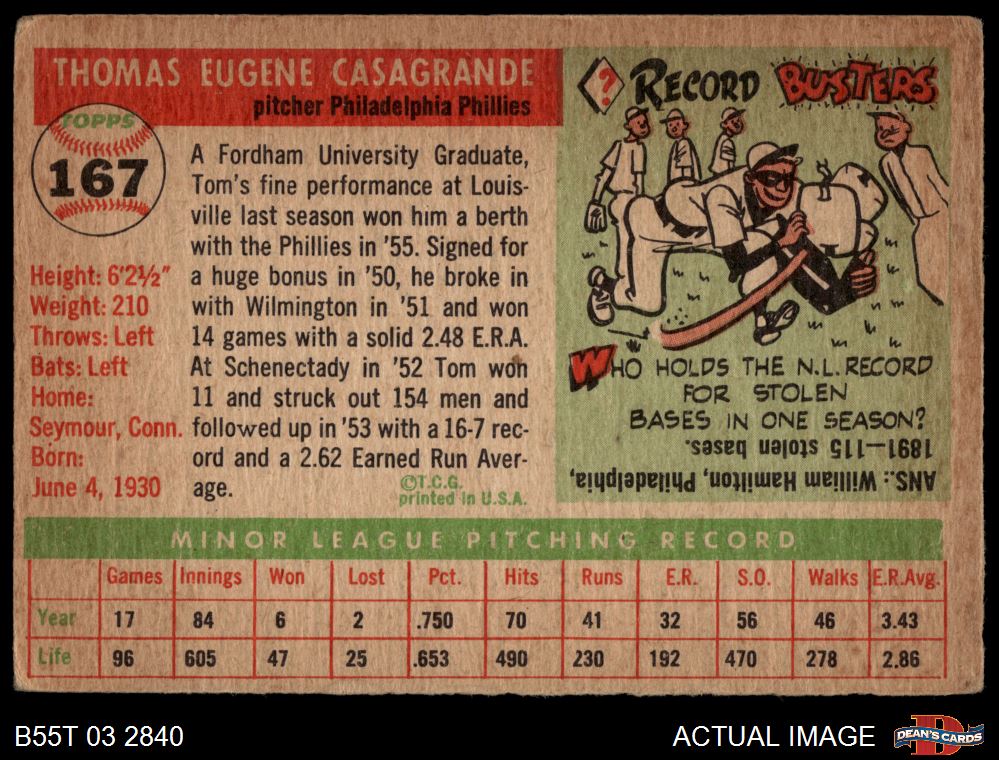 THOMAS EUGENE CASAGRANDE
pitcher Philadelphia Phillies
TOPPS
167
Height: 6'2½"
Weight: 210
Throws: Left
Bats: Left
Home:
Seymour, Conn.
Born:
June 4, 1930
A Fordham University Graduate,
Tom's fine performance at Louis-
ville last season won him a berth
with the Phillies in '55. Signed for
a huge bonus in '50, he broke in
with Wilmington in '51 and won
14 games with a solid 2.48 E.R.A.
At Schenectady in '52 Tom won
11 and struck out 154 men and
followed up in '53 with a 16-7 rec-
ord and a 2.62 Earned Run Aver-
age.
©T.C.G.
printed in U.S.A.
? RECORD BUSTERS
WHO HOLDS THE N.L. RECORD
FOR STOLEN
BASES IN ONE SEASON?
ANS.: William Hamilton, Philadelphia,
1891—115 stolen bases.
MINOR LEAGUE PITCHING RECORD
Games Innings Won Lost Pct. Hits Runs E.R. S.O. Walks E.R.Avg.
Year 17 84 6 2 .750 70 41 32 56 46 3.43
Life 96 605 47 25 .653 490 230 192 470 278 2.86
B55T 03 2840
ACTUAL IMAGE
DEAN'S CARDS